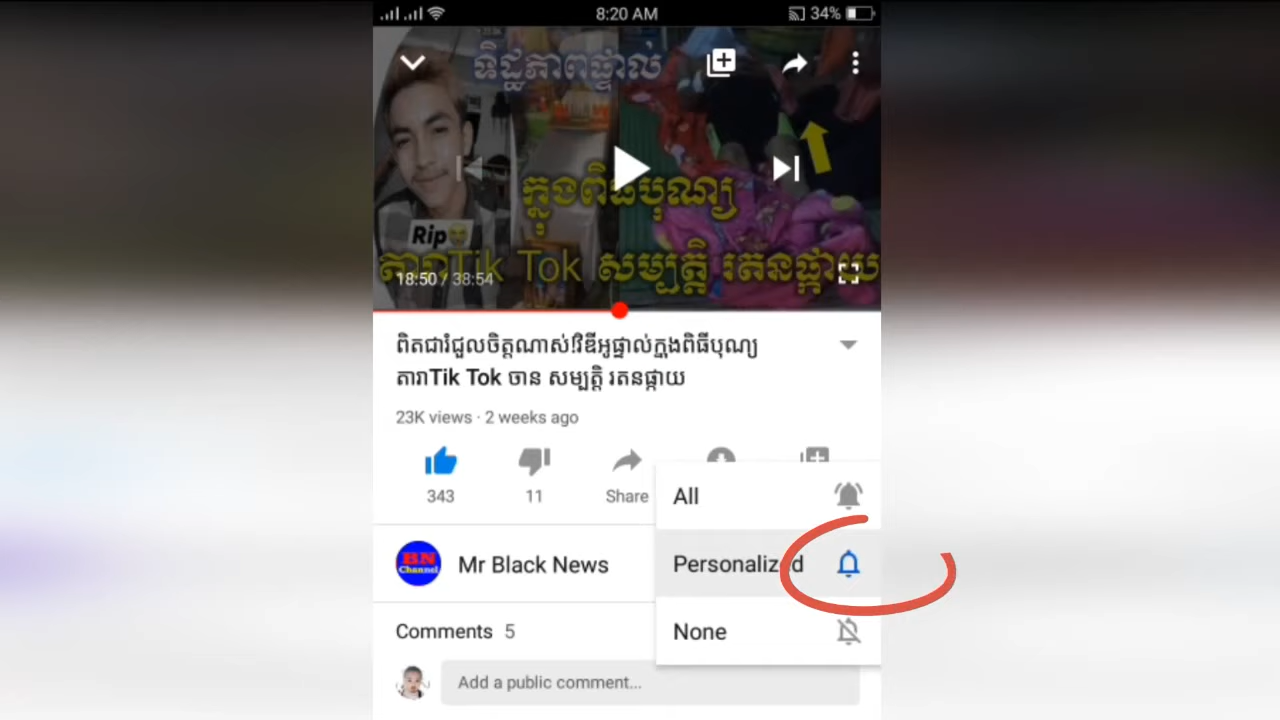 8:20 AM
34%
ទិដ្ឋភាពផ្ទាល់
ក្នុងពិធីបុណ្យ
Rip
តារាTik Tok សម្បត្តិ រតនផ្កាយ
18:50 / 38:54
ពិតជារំជួលចិត្តណាស់!វិឌីអូផ្ទាល់ក្នុងពិធីបុណ្យ
តារាTik Tok ចាន សម្បត្តិ រតនផ្កាយ
23K views · 2 weeks ago
343
11
Share
All
BN
Channel
Mr Black News
Personalized
Comments 5
None
Add a public comment...